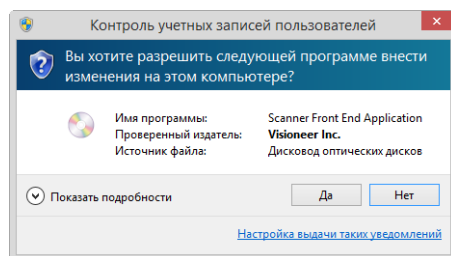 Контроль учетных записей пользователей
Вы хотите разрешить следующей программе внести
изменения на этом компьютере?
Имя программы: Scanner Front End Application
Проверенный издатель: Visioneer Inc.
Источник файла: Дисковод оптических дисков
Показать подробности Да Нет
Настройка выдачи таких уведомлений